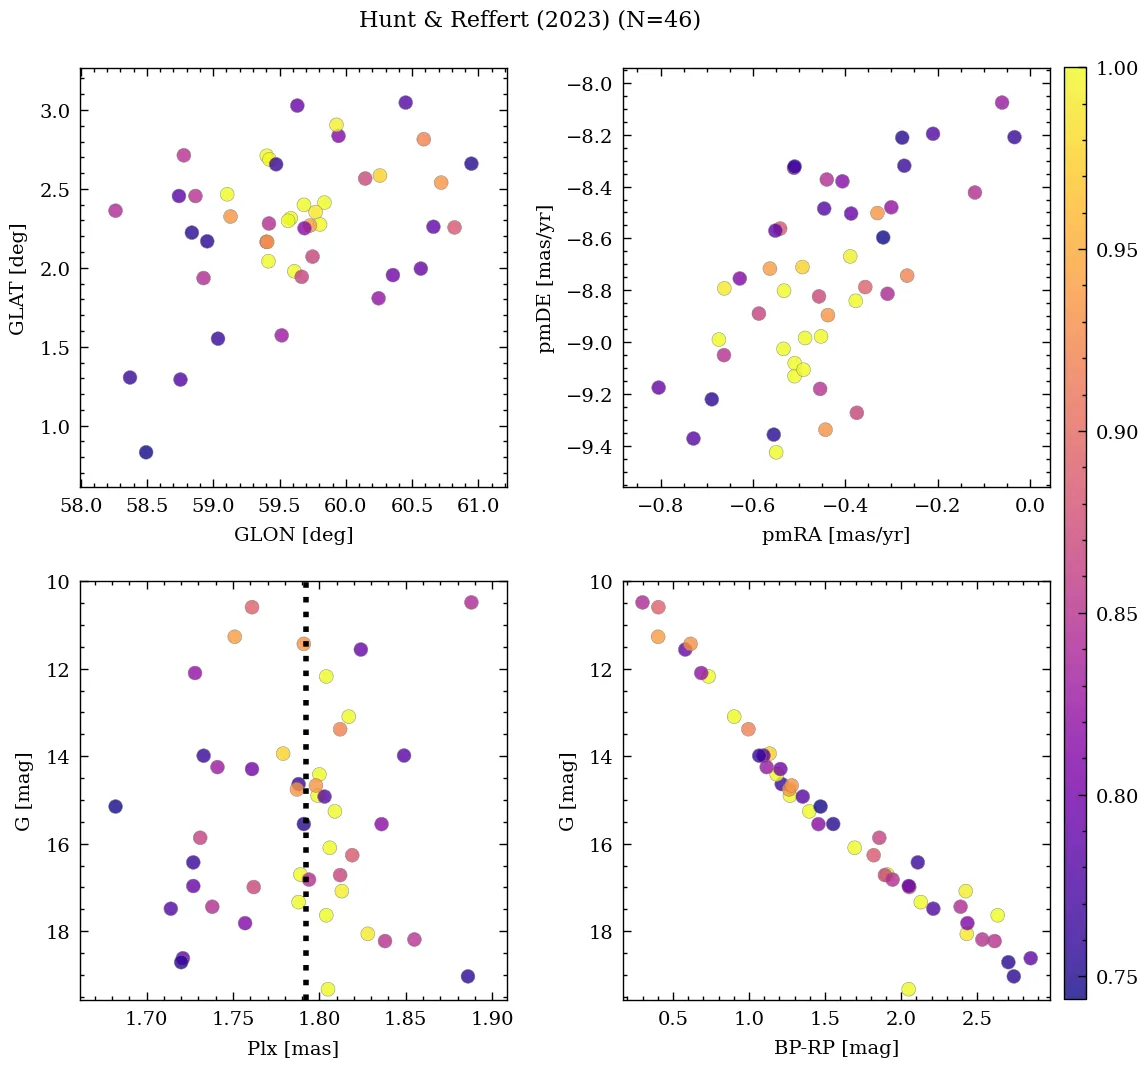 Hunt & Reffert (2023) (N=46)
3.0
2.5
2.0
1.5
1.0
GLAT [deg]
58.0 58.5 59.0 59.5 60.0 60.5 61.0
GLON [deg]
−8.0
−8.2
−8.4
−8.6
−8.8
−9.0
−9.2
−9.4
pmDE [mas/yr]
−0.8 −0.6 −0.4 −0.2 0.0
pmRA [mas/yr]
10
12
14
16
18
G [mag]
1.70 1.75 1.80 1.85 1.90
Plx [mas]
10
12
14
16
18
G [mag]
0.5 1.0 1.5 2.0 2.5
BP-RP [mag]
1.00
0.95
0.90
0.85
0.80
0.75